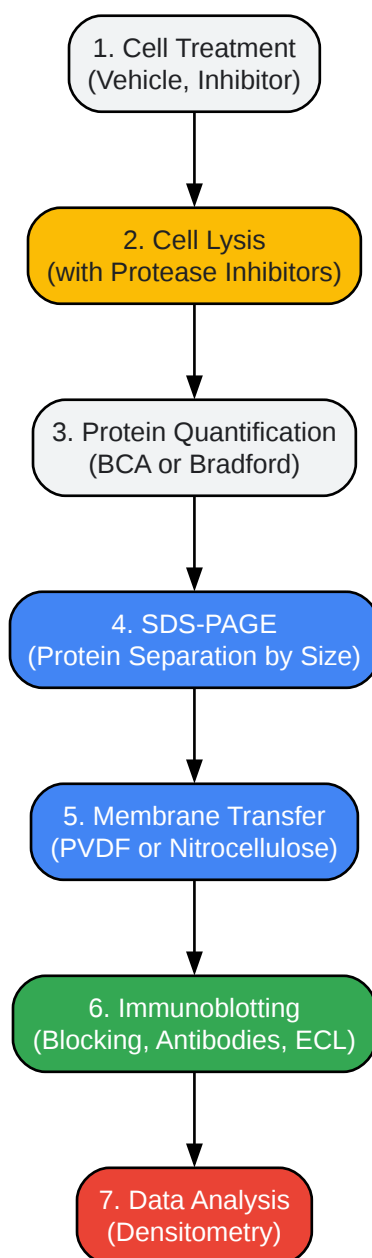 1. Cell Treatment
(Vehicle, Inhibitor)
2. Cell Lysis
(with Protease Inhibitors)
3. Protein Quantification
(BCA or Bradford)
4. SDS-PAGE
(Protein Separation by Size)
5. Membrane Transfer
(PVDF or Nitrocellulose)
6. Immunoblotting
(Blocking, Antibodies, ECL)
7. Data Analysis
(Densitometry)